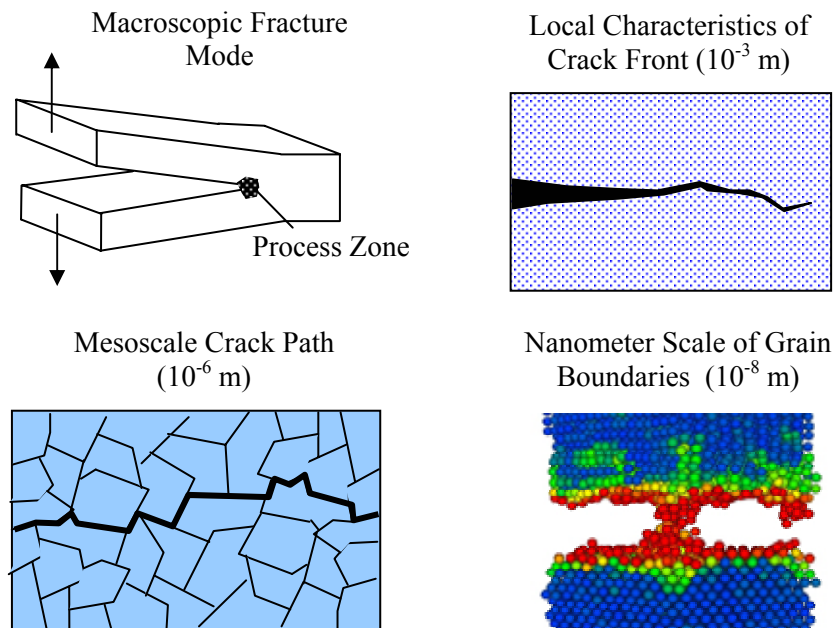 Macroscopic Fracture
Mode
Process Zone
Local Characteristics of
Crack Front (10⁻³ m)
Mesoscale Crack Path
(10⁻⁶ m)
Nanometer Scale of Grain
Boundaries (10⁻⁸ m)